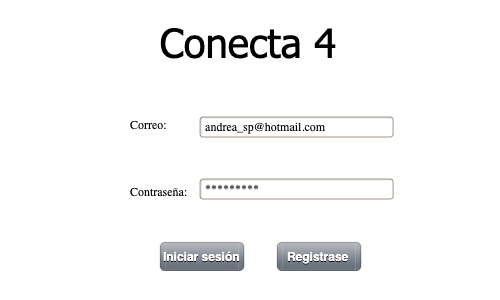 Conecta 4
Correo: andrea_sp@hotmail.com
Contraseña: *********
Iniciar sesión Registrase